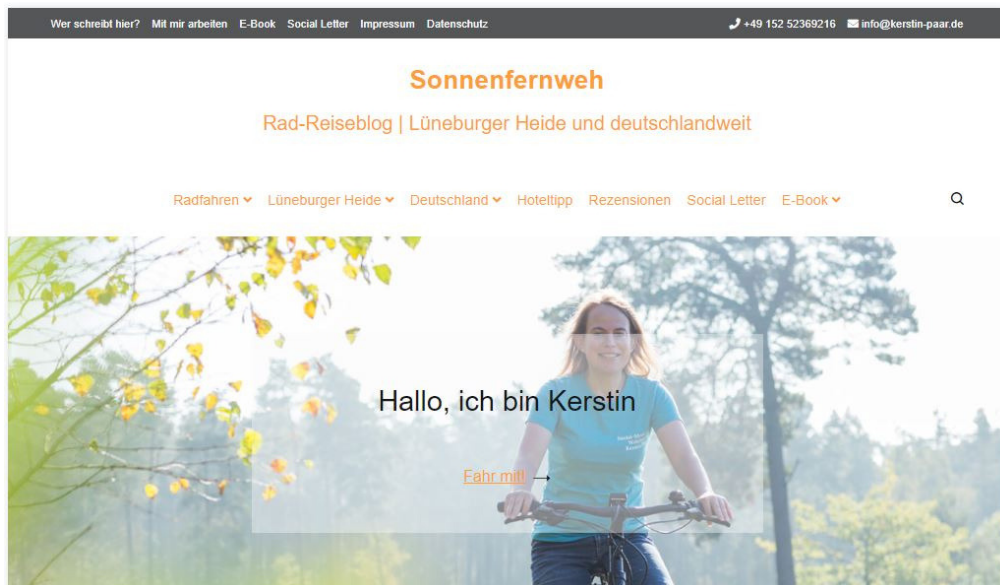 Wer schreibt hier? Mit mir arbeiten E-Book Social Letter Impressum Datenschutz +49 152 52369216 info@kerstin-paar.de
Sonnenfernweh
Rad-Reiseblog | Lüneburger Heide und deutschlandweit
Radfahren Lüneburger Heide Deutschland Hoteltipp Rezensionen Social Letter E-Book
Hallo, ich bin Kerstin
Fahr mit! →